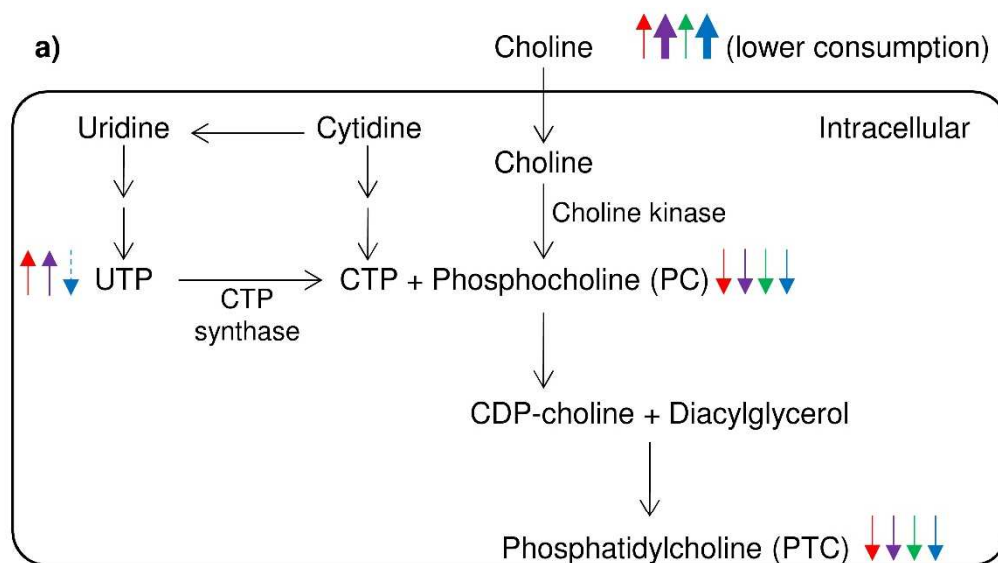 a)
Choline (lower consumption)
Uridine Cytidine Intracellular
Choline
Choline kinase
UTP CTP + Phosphocholine (PC)
CTP
synthase
CDP-choline + Diacylglycerol
Phosphatidylcholine (PTC)